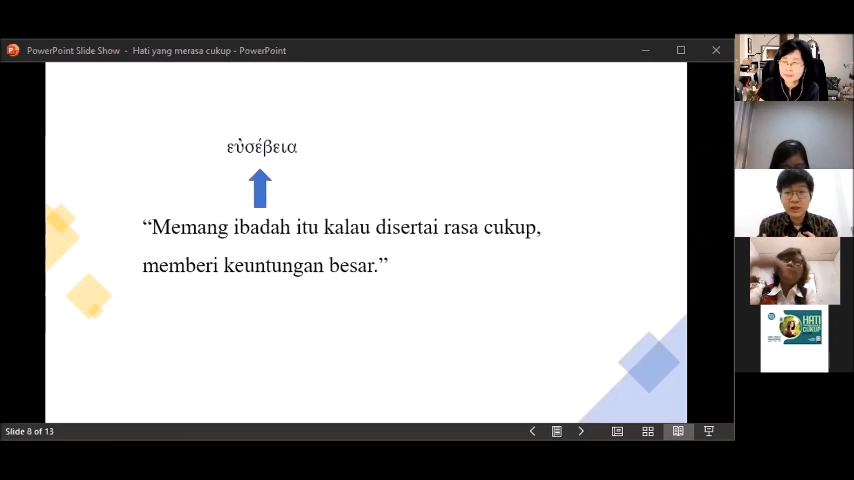 PowerPoint Slide Show - Hati yang merasa cukup - PowerPoint
εὐσέβεια
“Memang ibadah itu kalau disertai rasa cukup,
memberi keuntungan besar.”
HATI
CUKUP
Slide 8 of 13